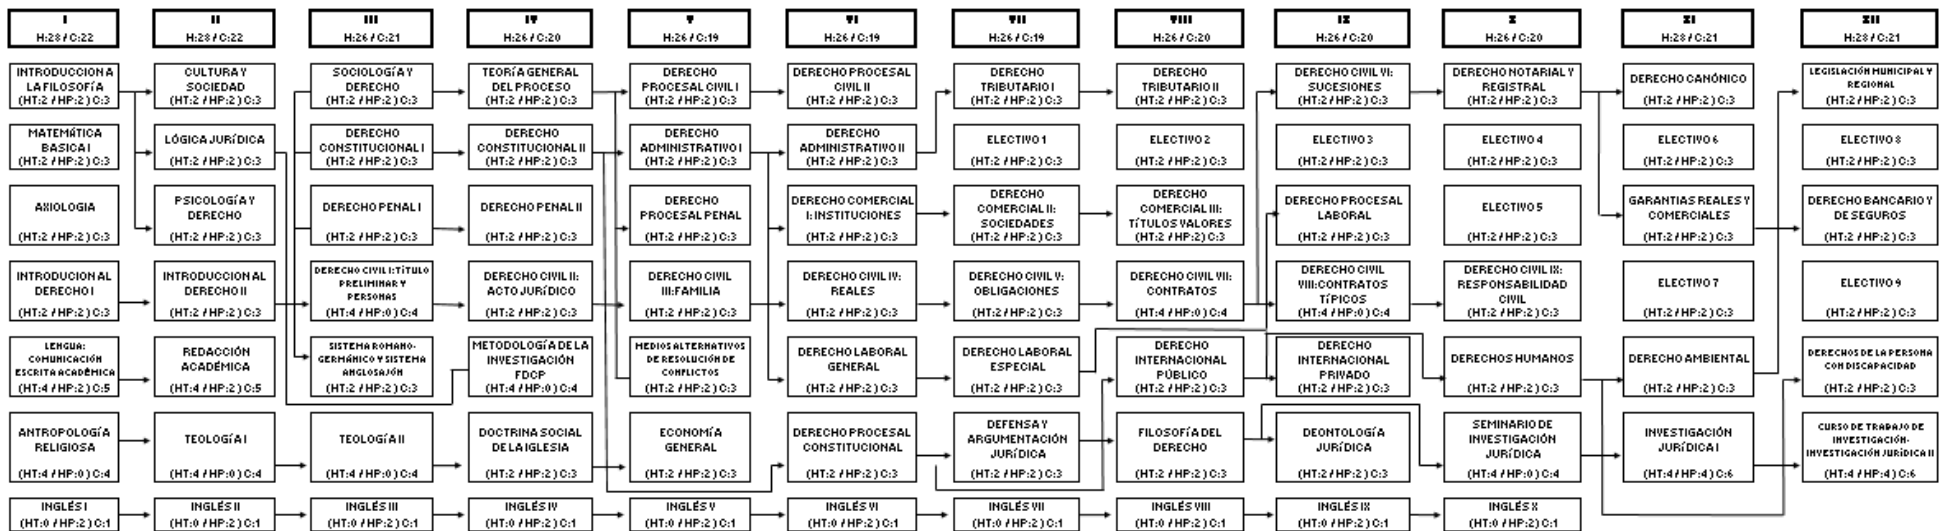 I
H:28 / C:22
II
H:28 / C:22
III
H:26 / C:21
IV
H:26 / C:20
V
H:26 / C:19
VI
H:26 / C:19
VII
H:26 / C:19
VIII
H:26 / C:20
IX
H:26 / C:20
X
H:26 / C:20
XI
H:28 / C:21
XII
H:28 / C:21
INTRODUCCION A
LA FILOSOFÍA
(HT:2 / HP:2) C:3
CULTURA Y
SOCIEDAD
(HT:2 / HP:2) C:3
SOCIOLOGÍA Y
DERECHO
(HT:2 / HP:2) C:3
TEORÍA GENERAL
DEL PROCESO
(HT:2 / HP:2) C:3
DERECHO
PROCESAL CIVIL I
(HT:2 / HP:2) C:3
DERECHO PROCESAL
CIVIL II
(HT:2 / HP:2) C:3
DERECHO
TRIBUTARIO I
(HT:2 / HP:2) C:3
DERECHO
TRIBUTARIO II
(HT:2 / HP:2) C:3
DERECHO CIVIL VI:
SUCESIONES
(HT:2 / HP:2) C:3
DERECHO NOTARIAL Y
REGISTRAL
(HT:2 / HP:2) C:3
DERECHO CANÓNICO
(HT:2 / HP:2) C:3
LEGISLACIÓN MUNICIPAL Y
REGIONAL
(HT:2 / HP:2) C:3
MATEMÁTICA
BASICA I
(HT:2 / HP:2) C:3
LÓGICA JURÍDICA
(HT:2 / HP:2) C:3
DERECHO
CONSTITUCIONAL I
(HT:2 / HP:2) C:3
DERECHO
CONSTITUCIONAL II
(HT:2 / HP:2) C:3
DERECHO
ADMINISTRATIVO I
(HT:2 / HP:2) C:3
DERECHO
ADMINISTRATIVO II
(HT:2 / HP:2) C:3
ELECTIVO 1
(HT:2 / HP:2) C:3
ELECTIVO 2
(HT:2 / HP:2) C:3
ELECTIVO 3
(HT:2 / HP:2) C:3
ELECTIVO 4
(HT:2 / HP:2) C:3
ELECTIVO 6
(HT:2 / HP:2) C:3
ELECTIVO 8
(HT:2 / HP:2) C:3
AXIOLOGIA
(HT:2 / HP:2) C:3
PSICOLOGÍA Y
DERECHO
(HT:2 / HP:2) C:3
DERECHO PENAL I
(HT:2 / HP:2) C:3
DERECHO PENAL II
(HT:2 / HP:2) C:3
DERECHO
PROCESAL PENAL
(HT:2 / HP:2) C:3
DERECHO COMERCIAL
I: INSTITUCIONES
(HT:2 / HP:2) C:3
DERECHO
COMERCIAL II:
SOCIEDADES
(HT:2 / HP:2) C:3
DERECHO
COMERCIAL III:
TÍTULOS VALORES
(HT:2 / HP:2) C:3
DERECHO PROCESAL
LABORAL
(HT:2 / HP:2) C:3
ELECTIVO 5
(HT:2 / HP:2) C:3
GARANTIAS REALES Y
COMERCIALES
(HT:2 / HP:2) C:3
DERECHO BANCARIO Y
DE SEGUROS
(HT:2 / HP:2) C:3
INTRODUCION AL
DERECHO I
(HT:2 / HP:2) C:3
INTRODUCCION AL
DERECHO II
(HT:2 / HP:2) C:3
DERECHO CIVIL I: TÍTULO
PRELIMINAR Y
PERSONAS
(HT:4 / HP:0) C:4
DERECHO CIVIL II:
ACTO JURÍDICO
(HT:2 / HP:2) C:3
DERECHO CIVIL
III:FAMILIA
(HT:2 / HP:2) C:3
DERECHO CIVIL IV:
REALES
(HT:2 / HP:2) C:3
DERECHO CIVIL V:
OBLIGACIONES
(HT:2 / HP:2) C:3
DERECHO CIVIL VII:
CONTRATOS
(HT:4 / HP:0) C:4
DERECHO CIVIL
VIII:CONTRATOS
TÍPICOS
(HT:4 / HP:0) C:4
DERECHO CIVIL IX:
RESPONSABILIDAD
CIVIL
(HT:2 / HP:2) C:3
ELECTIVO 7
(HT:2 / HP:2) C:3
ELECTIVO 9
(HT:2 / HP:2) C:3
LENGUA:
COMUNICACIÓN
ESCRITA ACADÉMICA
(HT:4 / HP:2) C:5
REDACCIÓN
ACADÉMICA
(HT:4 / HP:2) C:5
SISTEMA ROMANO-
GERMÁNICO Y SISTEMA
ANGLOSAJÓN
(HT:2 / HP:2) C:3
METODOLOGÍA DE LA
INVESTIGACIÓN
FDCP
(HT:4 / HP:0) C:4
MEDIOS ALTERNATIVOS
DE RESOLUCIÓN DE
CONFLICTOS
(HT:2 / HP:2) C:3
DERECHO LABORAL
GENERAL
(HT:2 / HP:2) C:3
DERECHO LABORAL
ESPECIAL
(HT:2 / HP:2) C:3
DERECHO
INTERNACIONAL
PÚBLICO
(HT:2 / HP:2) C:3
DERECHO
INTERNACIONAL
PRIVADO
(HT:2 / HP:2) C:3
DERECHOS HUMANOS
(HT:2 / HP:2) C:3
DERECHO AMBIENTAL
(HT:2 / HP:2) C:3
DERECHOS DE LA PERSONA
CON DISCAPACIDAD
(HT:2 / HP:2) C:3
ANTROPOLOGÍA
RELIGIOSA
(HT:4 / HP:0) C:4
TEOLOGÍA I
(HT:4 / HP:0) C:4
TEOLOGÍA II
(HT:4 / HP:0) C:4
DOCTRINA SOCIAL
DE LA IGLESIA
(HT:2 / HP:2) C:3
ECONOMÍA
GENERAL
(HT:2 / HP:2) C:3
DERECHO PROCESAL
CONSTITUCIONAL
(HT:2 / HP:2) C:3
DEFENSA Y
ARGUMENTACIÓN
JURÍDICA
(HT:2 / HP:2) C:3
FILOSOFÍA DEL
DERECHO
(HT:2 / HP:2) C:3
DEONTOLOGÍA
JURÍDICA
(HT:2 / HP:2) C:3
SEMINARIO DE
INVESTIGACIÓN
JURÍDICA
(HT:4 / HP:0) C:4
INVESTIGACIÓN
JURÍDICA I
(HT:4 / HP:4) C:6
CURSO DE TRABAJO DE
INVESTIGACIÓN-
INVESTIGACIÓN JURÍDICA II
(HT:4 / HP:4) C:6
INGLÉS I
(HT:0 / HP:2) C:1
INGLÉS II
(HT:0 / HP:2) C:1
INGLÉS III
(HT:0 / HP:2) C:1
INGLÉS IV
(HT:0 / HP:2) C:1
INGLÉS V
(HT:0 / HP:2) C:1
INGLÉS VI
(HT:0 / HP:2) C:1
INGLÉS VII
(HT:0 / HP:2) C:1
INGLÉS VIII
(HT:0 / HP:2) C:1
INGLÉS IX
(HT:0 / HP:2) C:1
INGLÉS X
(HT:0 / HP:2) C:1